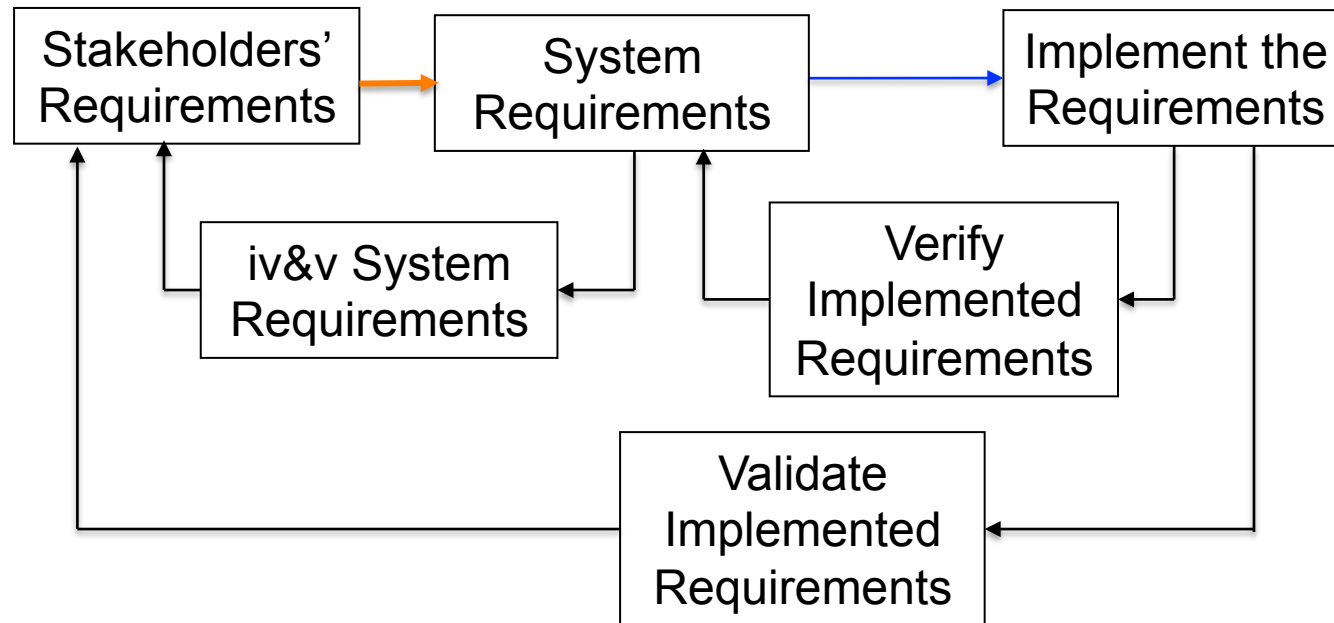 Stakeholders’
Requirements
System
Requirements
Implement the
Requirements
iv&v System
Requirements
Verify
Implemented
Requirements
Validate
Implemented
Requirements